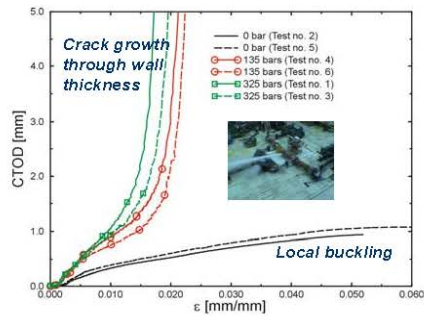 5.0
4.0
3.0
2.0
1.0
0.0
CTOD [mm]
Crack growth
through wall
thickness
0 bar (Test no. 2)
0 bar (Test no. 5)
135 bars (Test no. 4)
135 bars (Test no. 6)
325 bars (Test no. 1)
325 bars (Test no. 3)
Local buckling
0.000 0.010 0.020 0.030 0.040 0.050 0.060
ε [mm/mm]